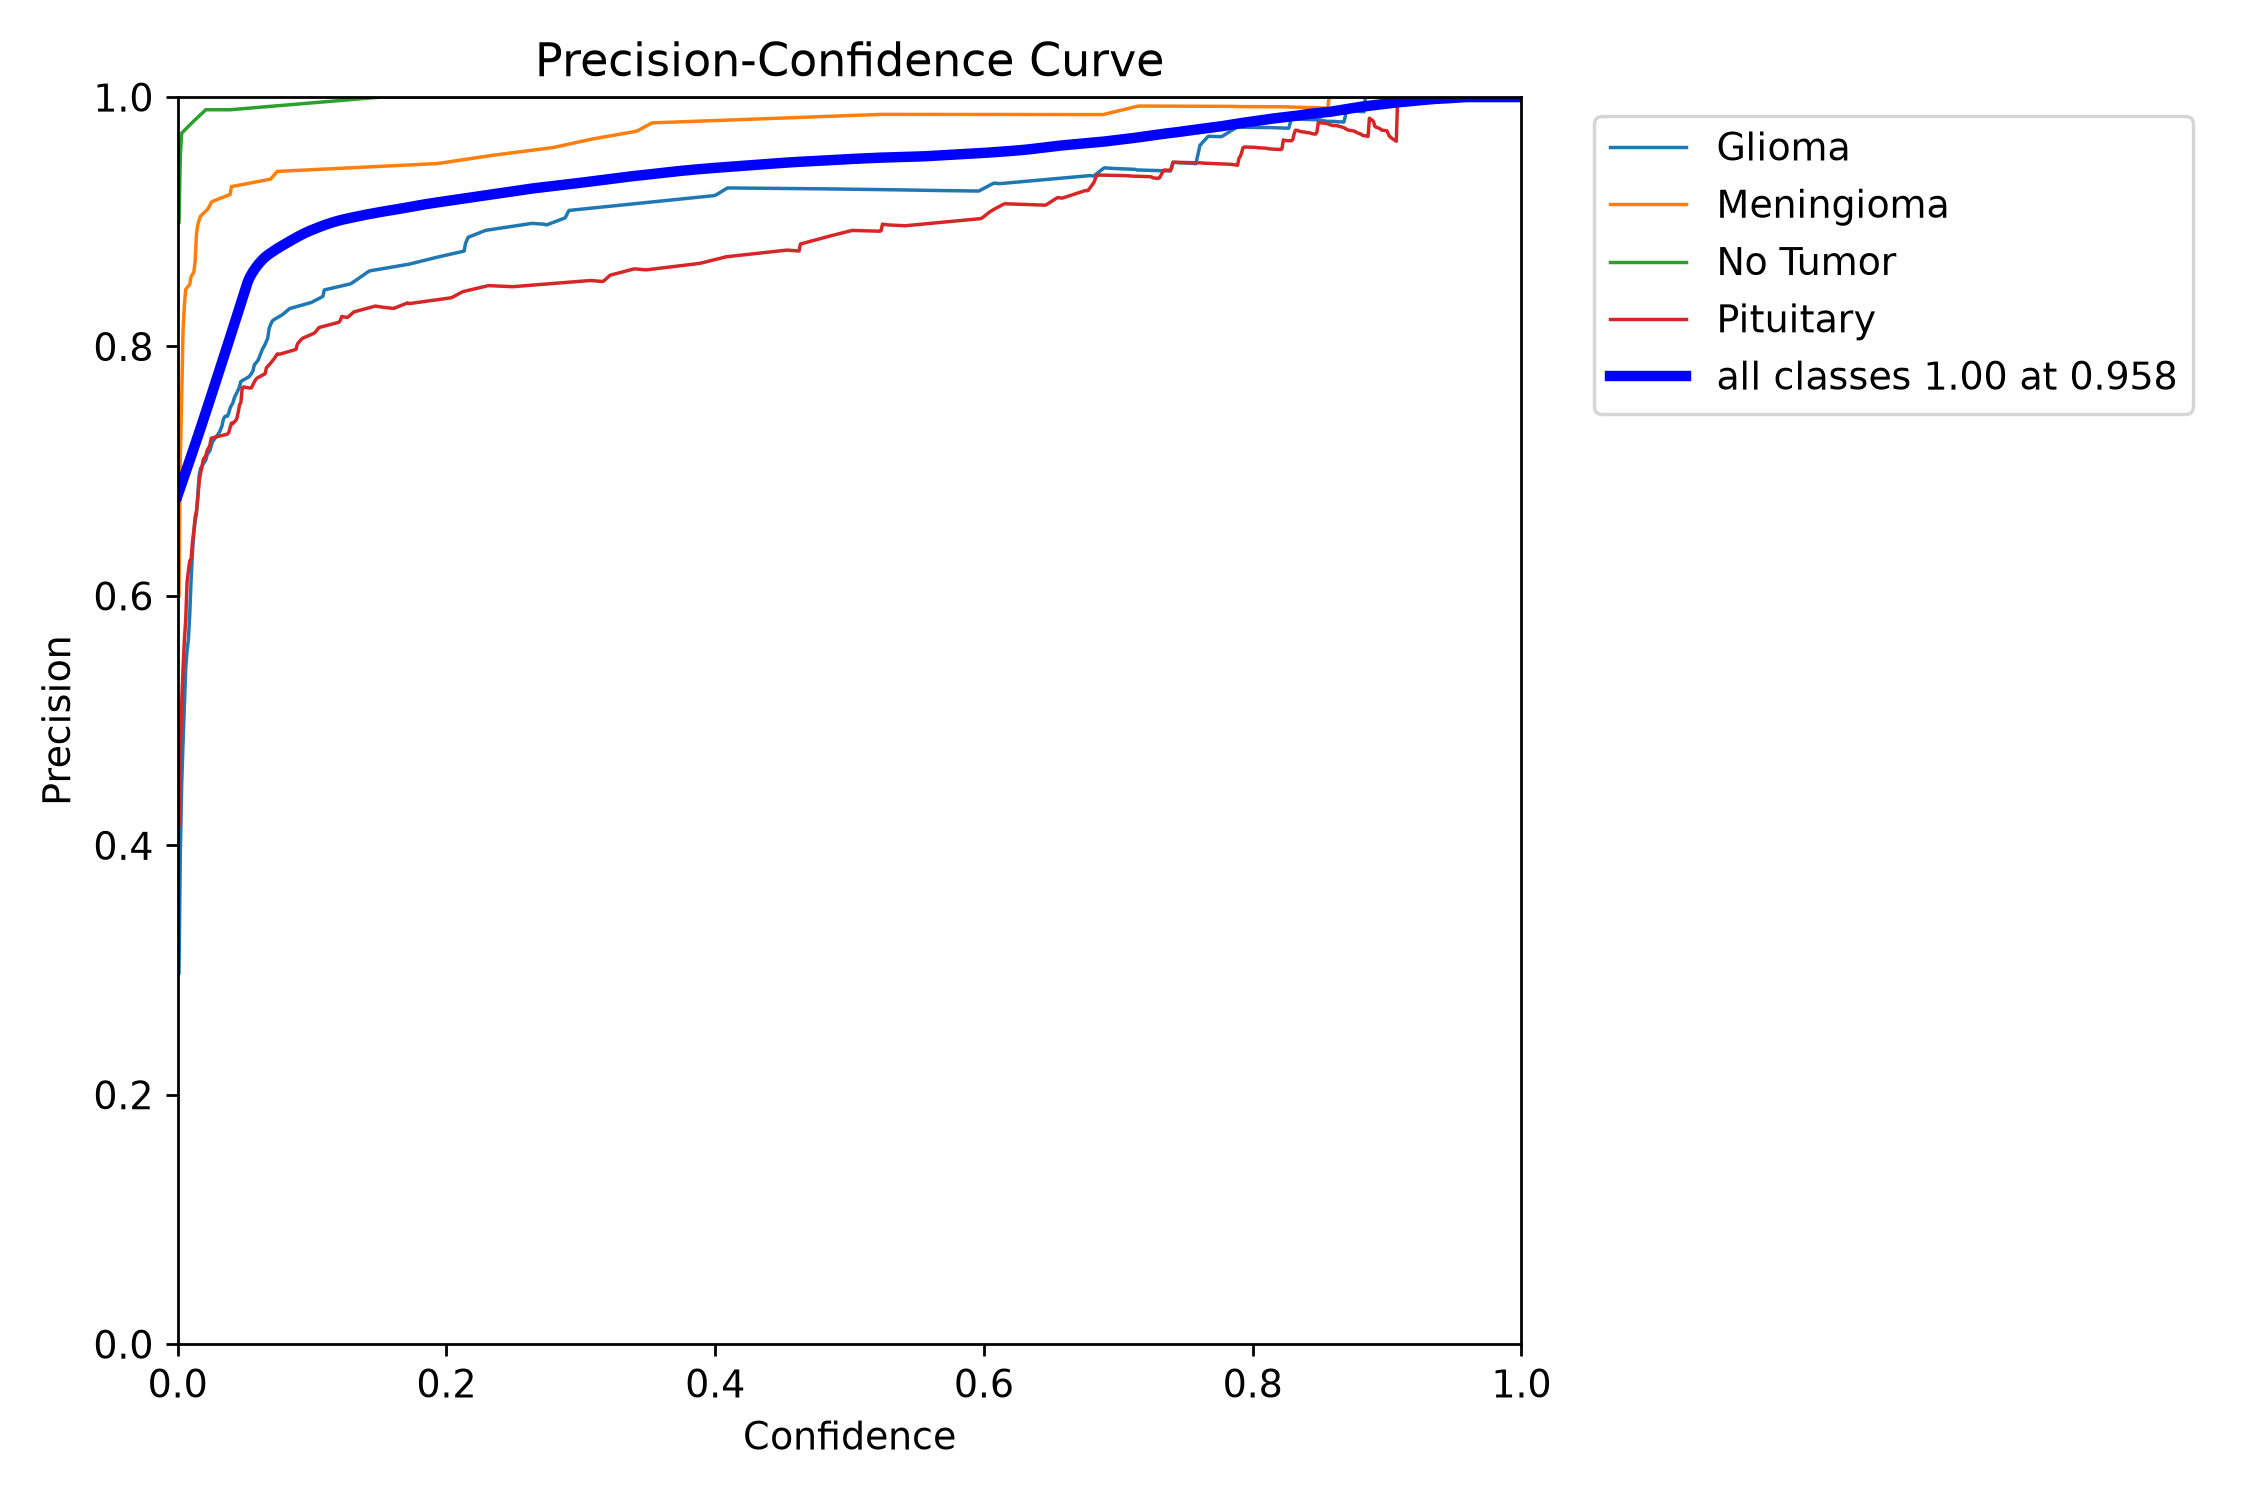 Precision-Confidence Curve
1.0
0.8
0.6
0.4
0.2
0.0
Precision
0.0 0.2 0.4 0.6 0.8 1.0
Confidence
Glioma
Meningioma
No Tumor
Pituitary
all classes 1.00 at 0.958